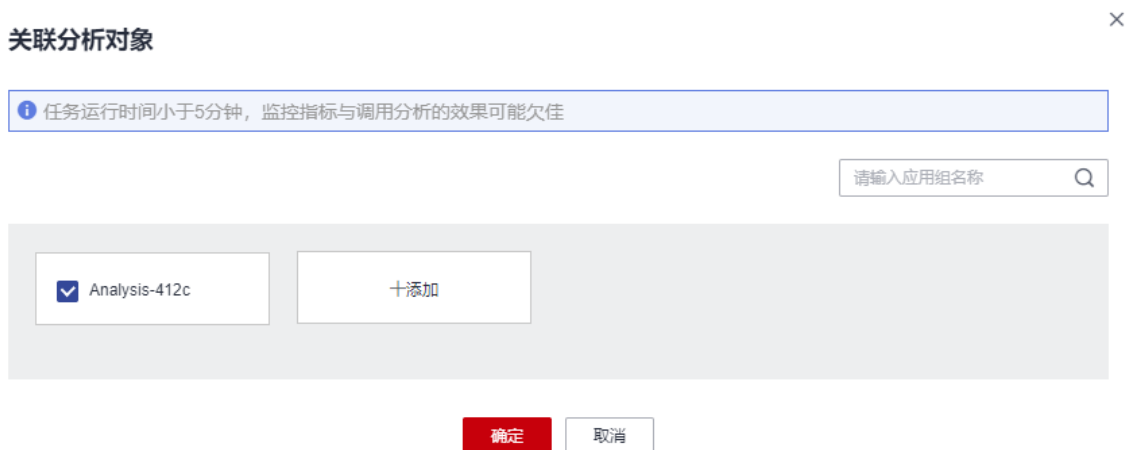 关联分析对象
任务运行时间小于5分钟，监控指标与调用分析的效果可能欠佳
请输入应用组名称
Analysis-412c
十添加
确定
取消